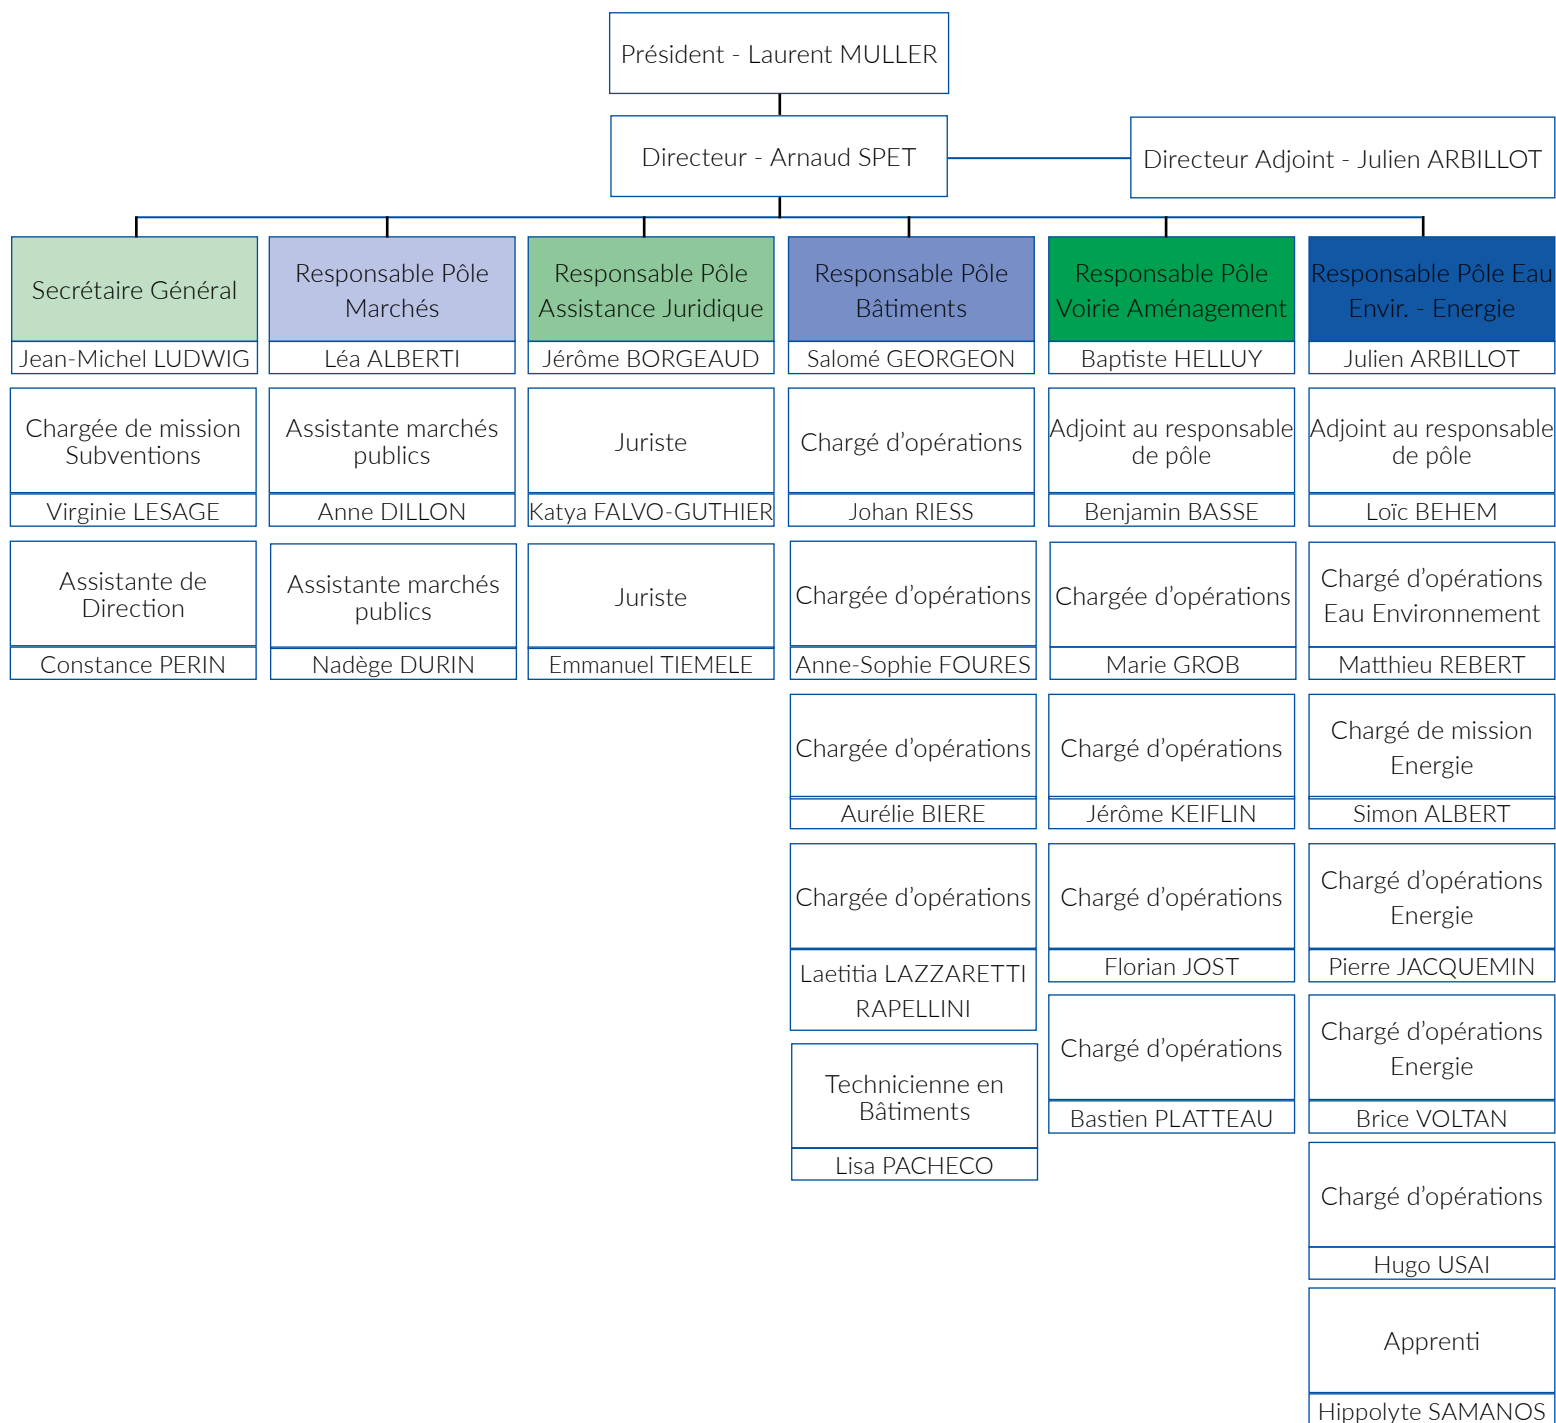 Président - Laurent MULLER
Directeur - Arnaud SPET
Directeur Adjoint - Julien ARBILLOT
Secrétaire Général
Jean-Michel LUDWIG
Chargée de mission
Subventions
Virginie LESAGE
Assistante de
Direction
Constance PERIN
Responsable Pôle
Marchés
Léa ALBERTI
Assistante marchés
publics
Anne DILLON
Assistante marchés
publics
Nadège DURIN
Responsable Pôle
Assistance Juridique
Jérôme BORGEAUD
Juriste
Katya FALVO-GUTHIER
Juriste
Emmanuel TIEMELE
Responsable Pôle
Bâtiments
Salomé GEORGEON
Chargé d’opérations
Johan RIESS
Chargée d’opérations
Anne-Sophie FOURES
Chargée d’opérations
Aurélie BIERE
Chargée d’opérations
Laetitia LAZZARETTI
RAPELLINI
Technicienne en
Bâtiments
Lisa PACHECO
Responsable Pôle
Voirie Aménagement
Baptiste HELLUY
Adjoint au responsable
de pôle
Benjamin BASSE
Chargée d’opérations
Marie GROB
Chargé d’opérations
Jérôme KEIFLIN
Chargé d’opérations
Florian JOST
Chargé d’opérations
Bastien PLATTEAU
Responsable Pôle Eau
Envir. - Energie
Julien ARBILLOT
Adjoint au responsable
de pôle
Loïc BEHEM
Chargé d’opérations
Eau Environnement
Matthieu REBERT
Chargé de mission
Energie
Simon ALBERT
Chargé d’opérations
Energie
Pierre JACQUEMIN
Chargé d’opérations
Energie
Brice VOLTAN
Chargé d’opérations
Hugo USAI
Apprenti
Hippolyte SAMANOS